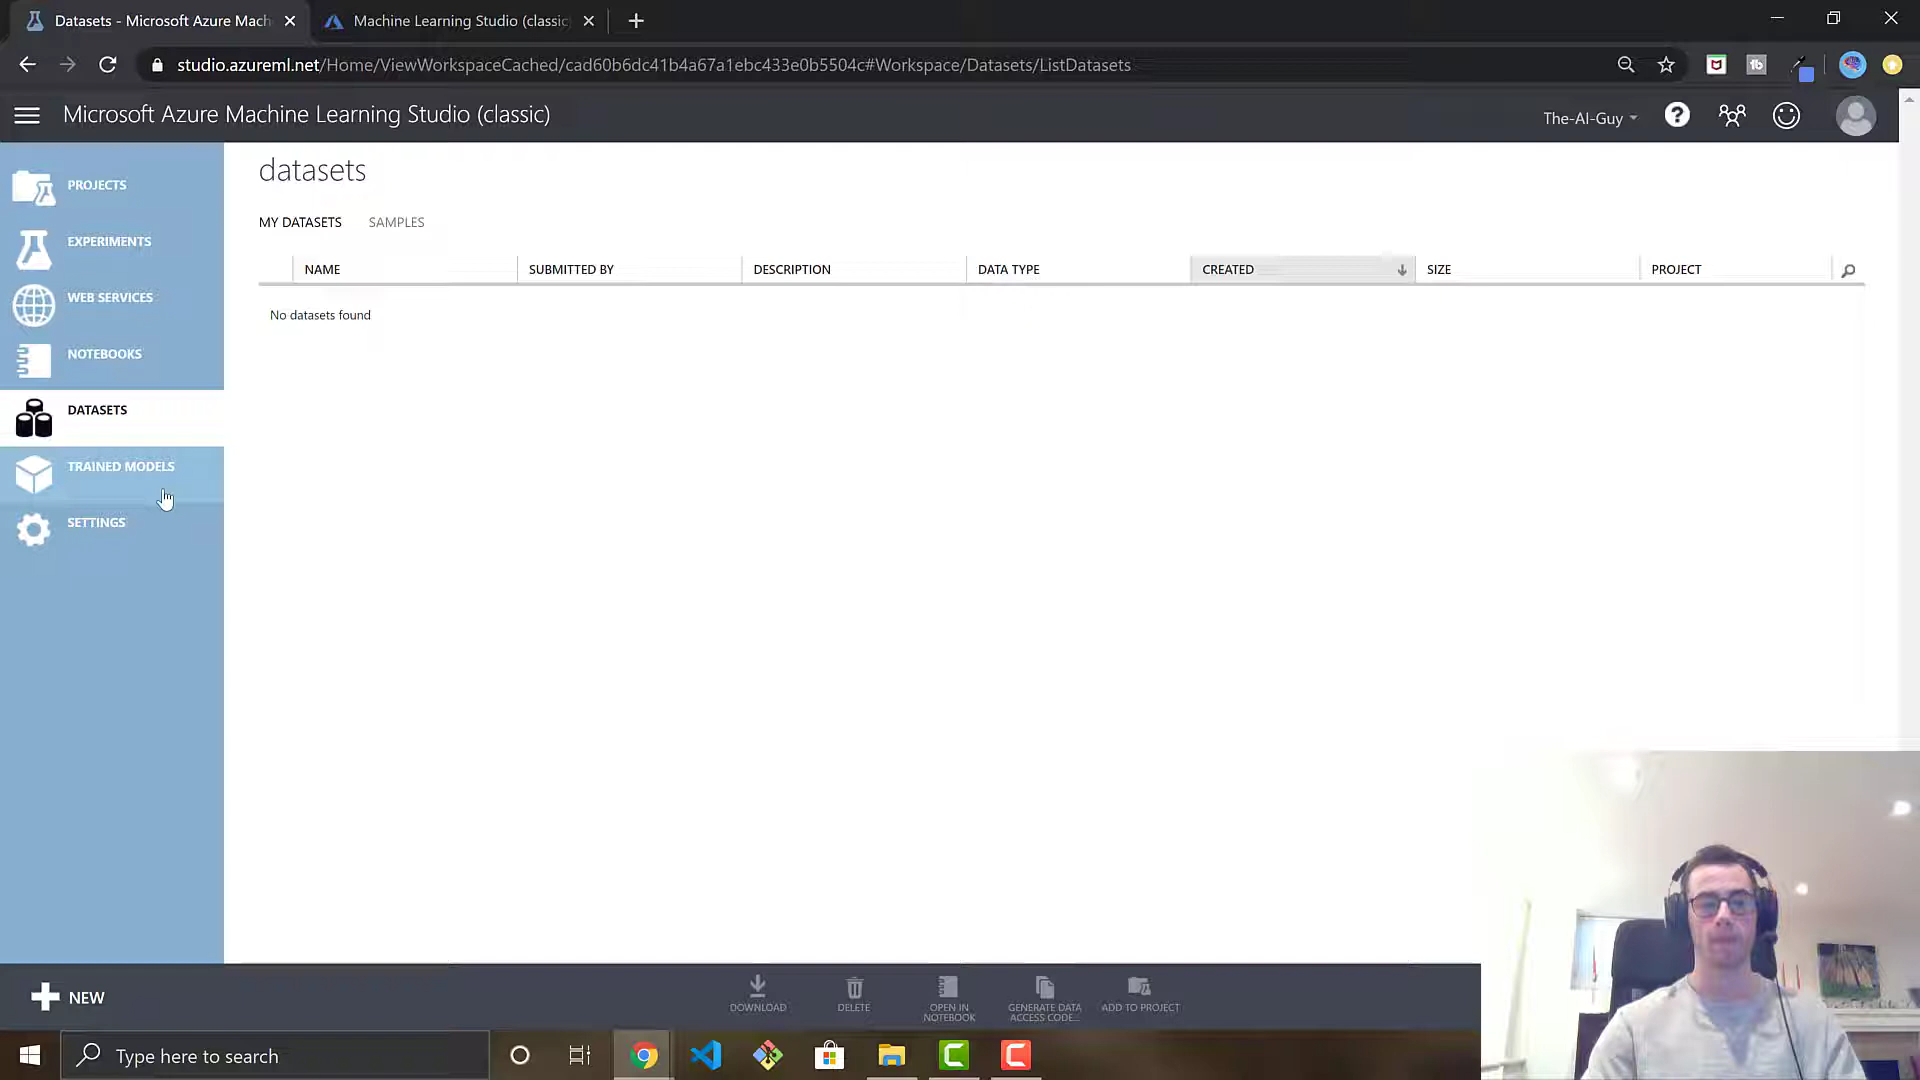 Datasets - Microsoft Azure Mach
Machine Learning Studio (classic
studio.azureml.net/Home/ViewWorkspaceCached/cad60b6dc41b4a67a1ebc433e0b5504c#Workspace/Datasets/ListDatasets
Microsoft Azure Machine Learning Studio (classic)
The-AI-Guy
PROJECTS
EXPERIMENTS
WEB SERVICES
NOTEBOOKS
DATASETS
TRAINED MODELS
SETTINGS
datasets
MY DATASETS SAMPLES
NAME SUBMITTED BY DESCRIPTION DATA TYPE CREATED SIZE PROJECT
No datasets found
NEW
DOWNLOAD
DELETE
OPEN IN
NOTEBOOK
GENERATE DATA
ACCESS CODE...
ADD TO PROJECT
Type here to search